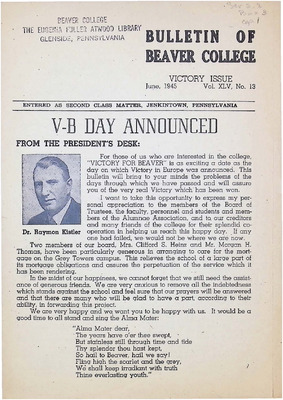 BEAVER COLLEGE
THE EUGENIA FULLER ATWOOD LIBRARY
GLENSIDE, PENNSYLVANIA
BULLETIN OF
BEAVER COLLEGE
VICTORY ISSUE
June, 1945 Vol. XLV, No. 13
ENTERED AS SECOND CLASS MATTER, JENKINTOWN, PENNSYLVANIA
V-B DAY ANNOUNCED
FROM THE PRESIDENT'S DESK:
For those of us who are interested in the college,
"VICTORY FOR BEAVER" is as exciting a date as the
day on which Victory in Europe was announced. This
bulletin will bring to your minds the problems of the
days through which we have passed and will assure
you of the very real Victory which has been won.
I want to take this opportunity to express my per-
sonal appreciation to the members of the Board of
Trustees, the faculty, personnel and students and mem-
bers of the Alumnae Association, and to our creditors
and many friends of the college for their splendid co-
operation in helping us reach this happy day. If any
one had failed, we would not be where we are now.
Dr. Raymon Kistler
Two members of our board, Mrs. Clifford S. Heinz and Mr. Morgan H.
Thomas, have been particularly generous in arranging to care for the mort-
gage on the Grey Towers campus. This relieves the school of a large part of
its mortgage obligations and assures the perpetuation of the service which it
has been rendering.
In the midst of our happiness, we cannot forget that we still need the assist-
ance of generous friends. We are very anxious to remove all the indebtedness
which stands against the school and feel sure that our prayers will be answered
and that there are many who will be glad to have a part, according to their
ability, in forwarding this project.
We are very happy and we want you to be happy with us. It would be a
good time to all stand and sing the Alma Mater:
"Alma Mater dear,
The years have o'er thee swept,
But stainless still through time and tide
Thy splendor thou hast kept,
So hail to Beaver, hail we say!
Fling high the scarlet and the grey,
We shall keep irradiant with truth
Thine everlasting youth."